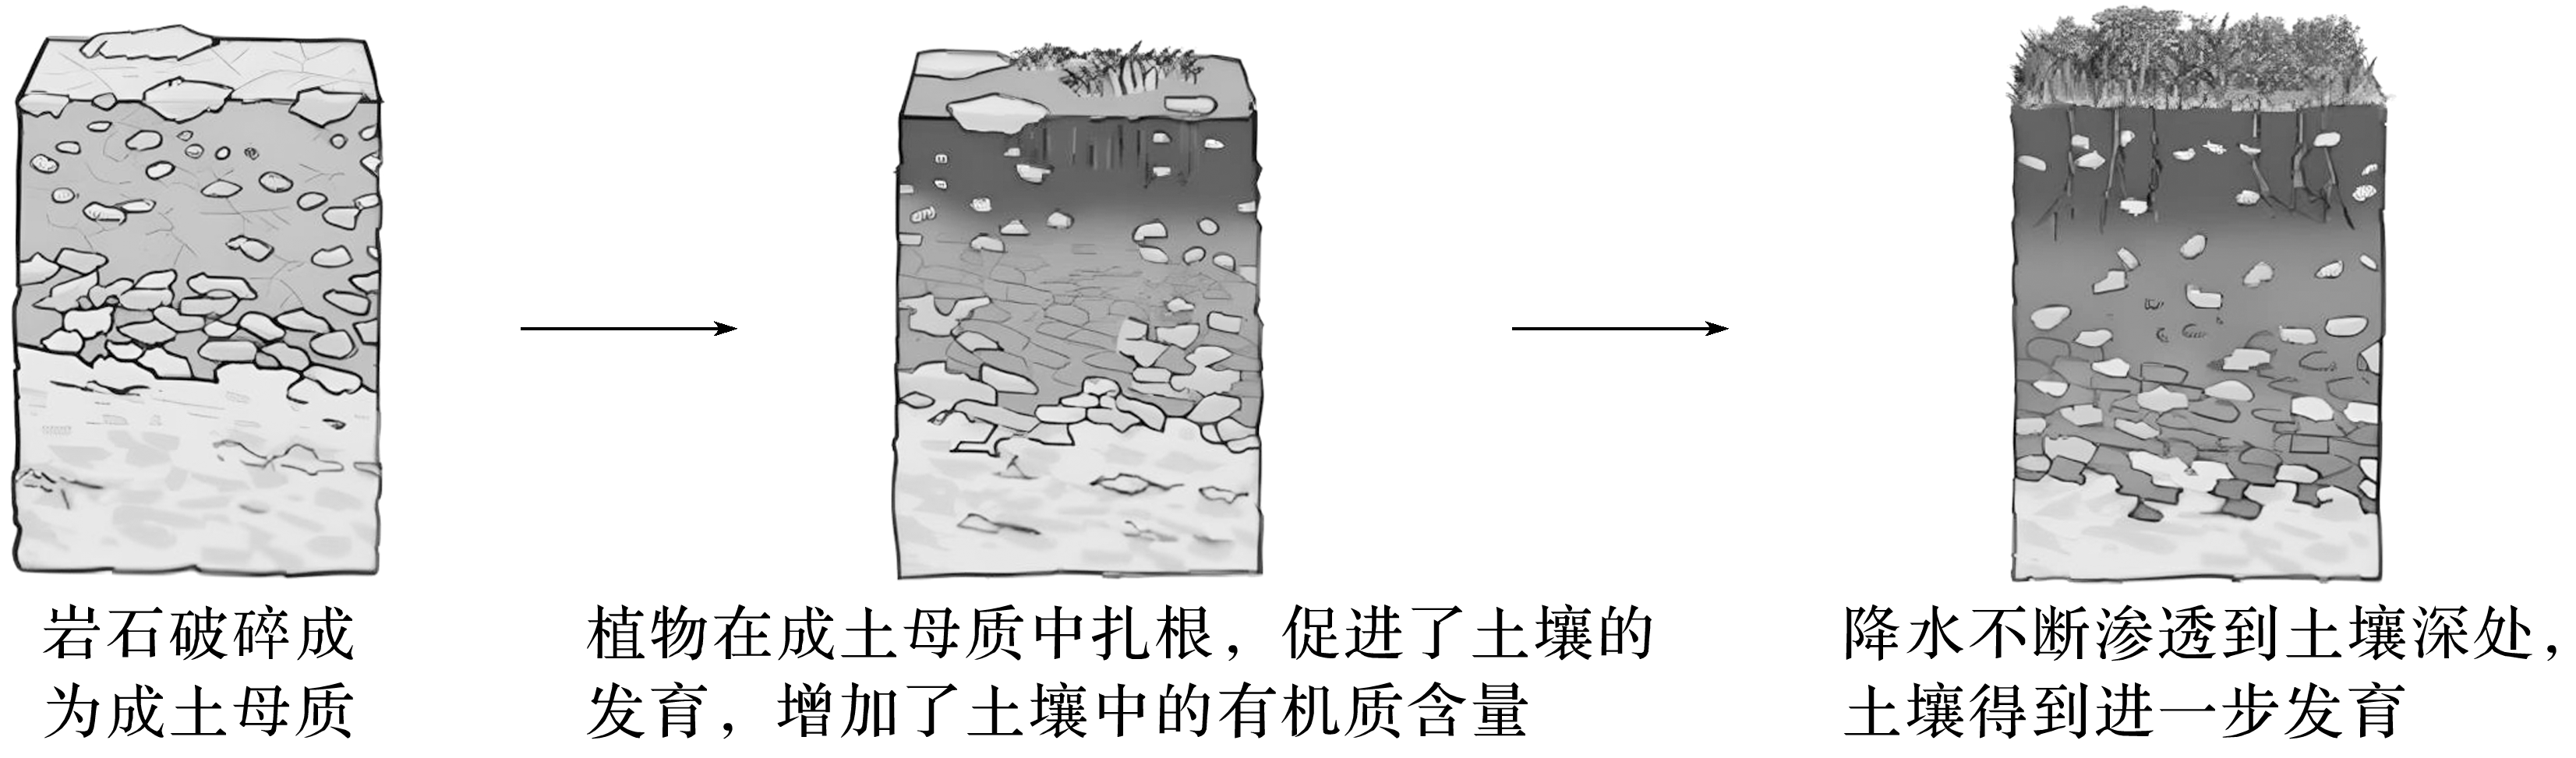 岩石破碎成
为成土母质
植物在成土母质中扎根，促进了土壤的
发育，增加了土壤中的有机质含量
降水不断渗透到土壤深处，
土壤得到进一步发育